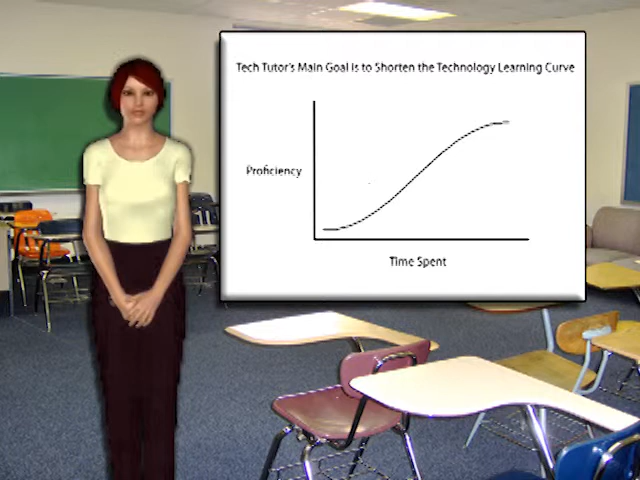 Tech Tutor's Main Goal is to Shorten the Technology Learning Curve
Proficiency
Time Spent